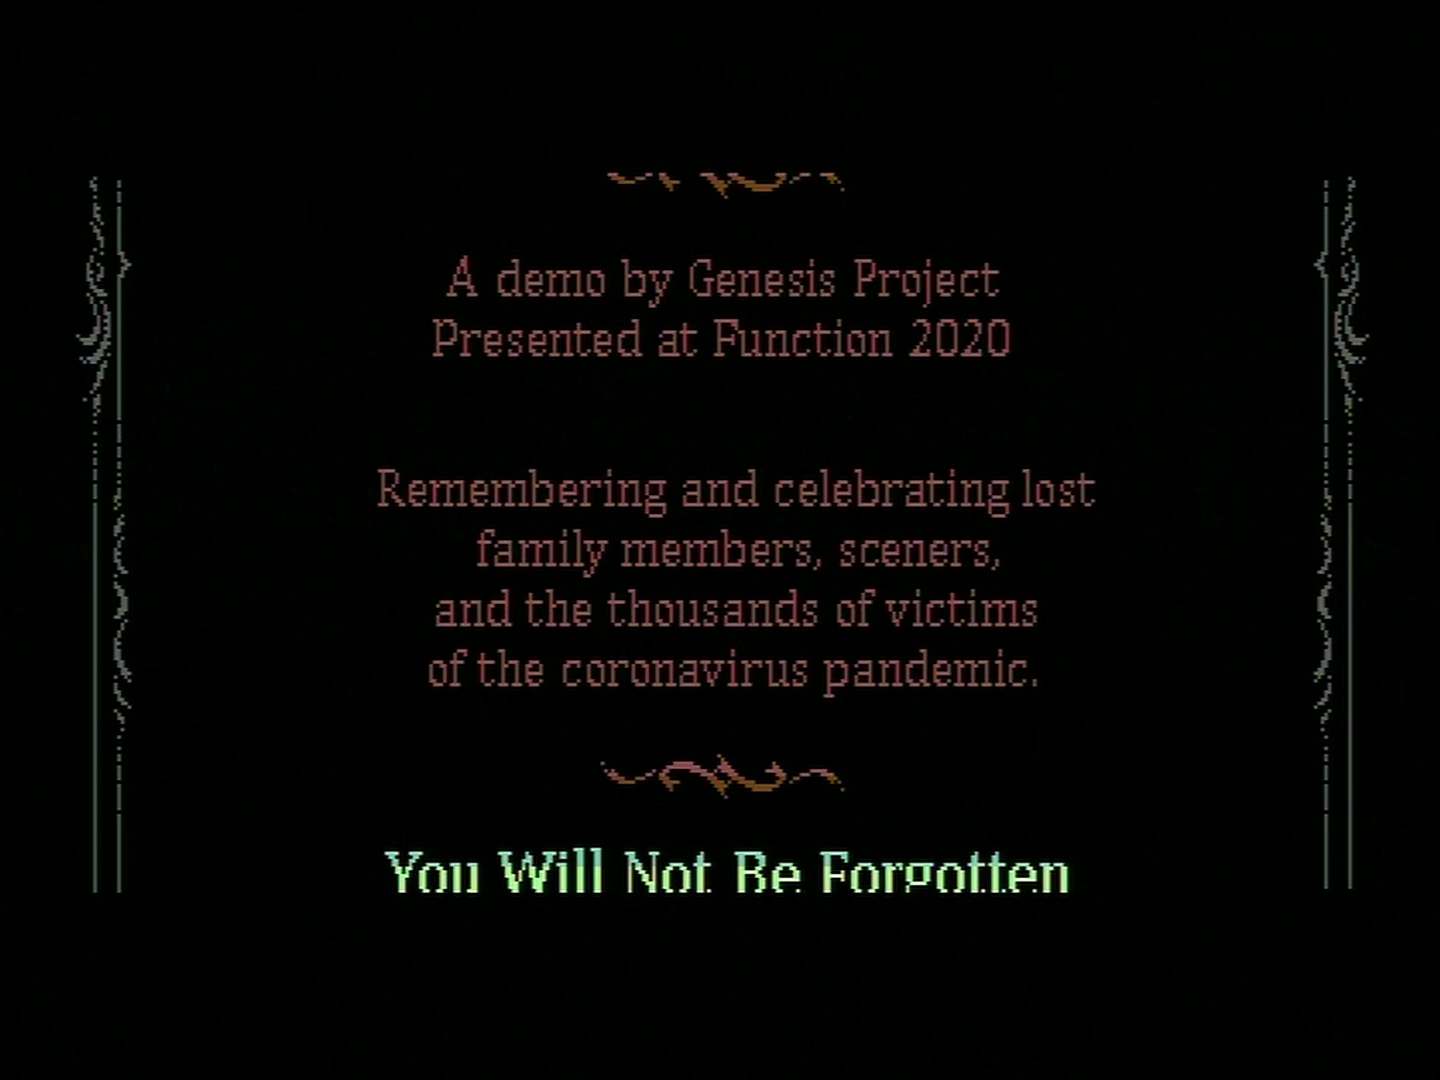 A demo by Genesis Project
Presented at Function 2020
Remembering and celebrating lost
family members, sceners,
and the thousands of victims
of the coronavirus pandemic.
You Will Not Be Forgotten